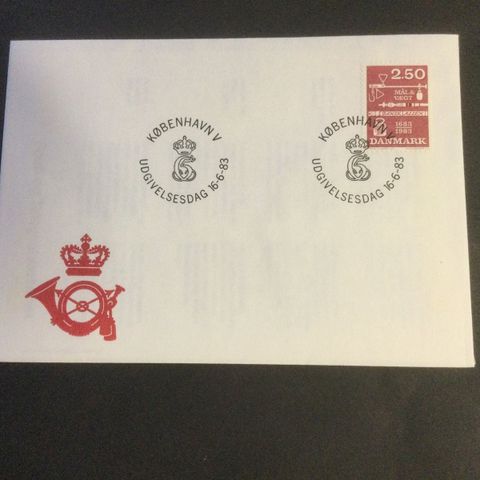 KØBENHAVN V
UDGIVELSESDAG 16-6-83
KØBENHAVN V
UDGIVELSESDAG 16-6-83
2.50
MÅL &
VÆGT
1683
1983
DANMARK